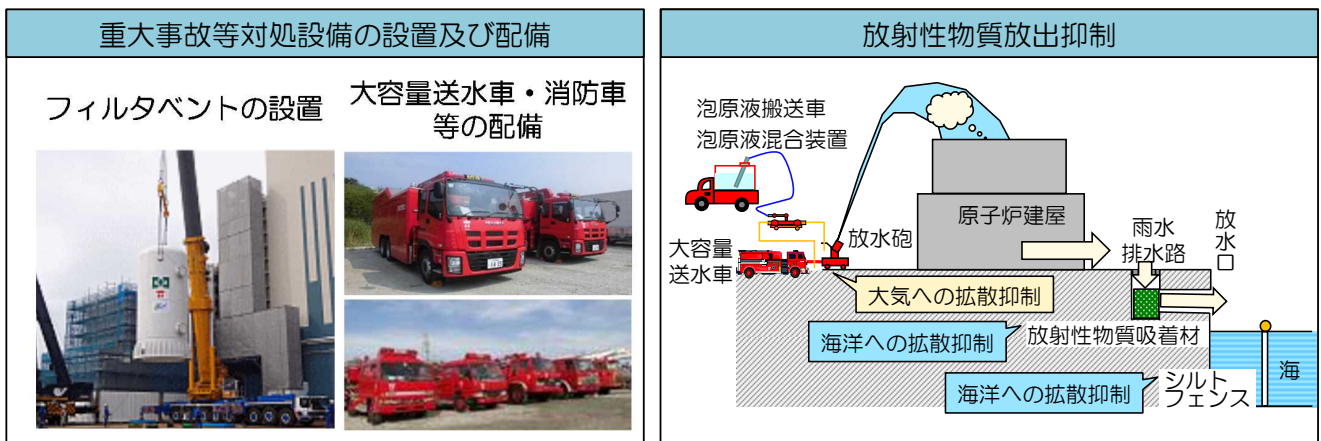 重大事故等対処設備の設置及び配備
フィルタベントの設置
大容量送水車・消防車
等の配備
放射性物質放出抑制
泡原液搬送車
泡原液混合装置
大容量
送水車
放水砲
原子炉建屋
雨水
排水路
放水口
大気への拡散抑制
海洋への拡散抑制
放射性物質吸着材
海洋への拡散抑制
シルト
フェンス
海